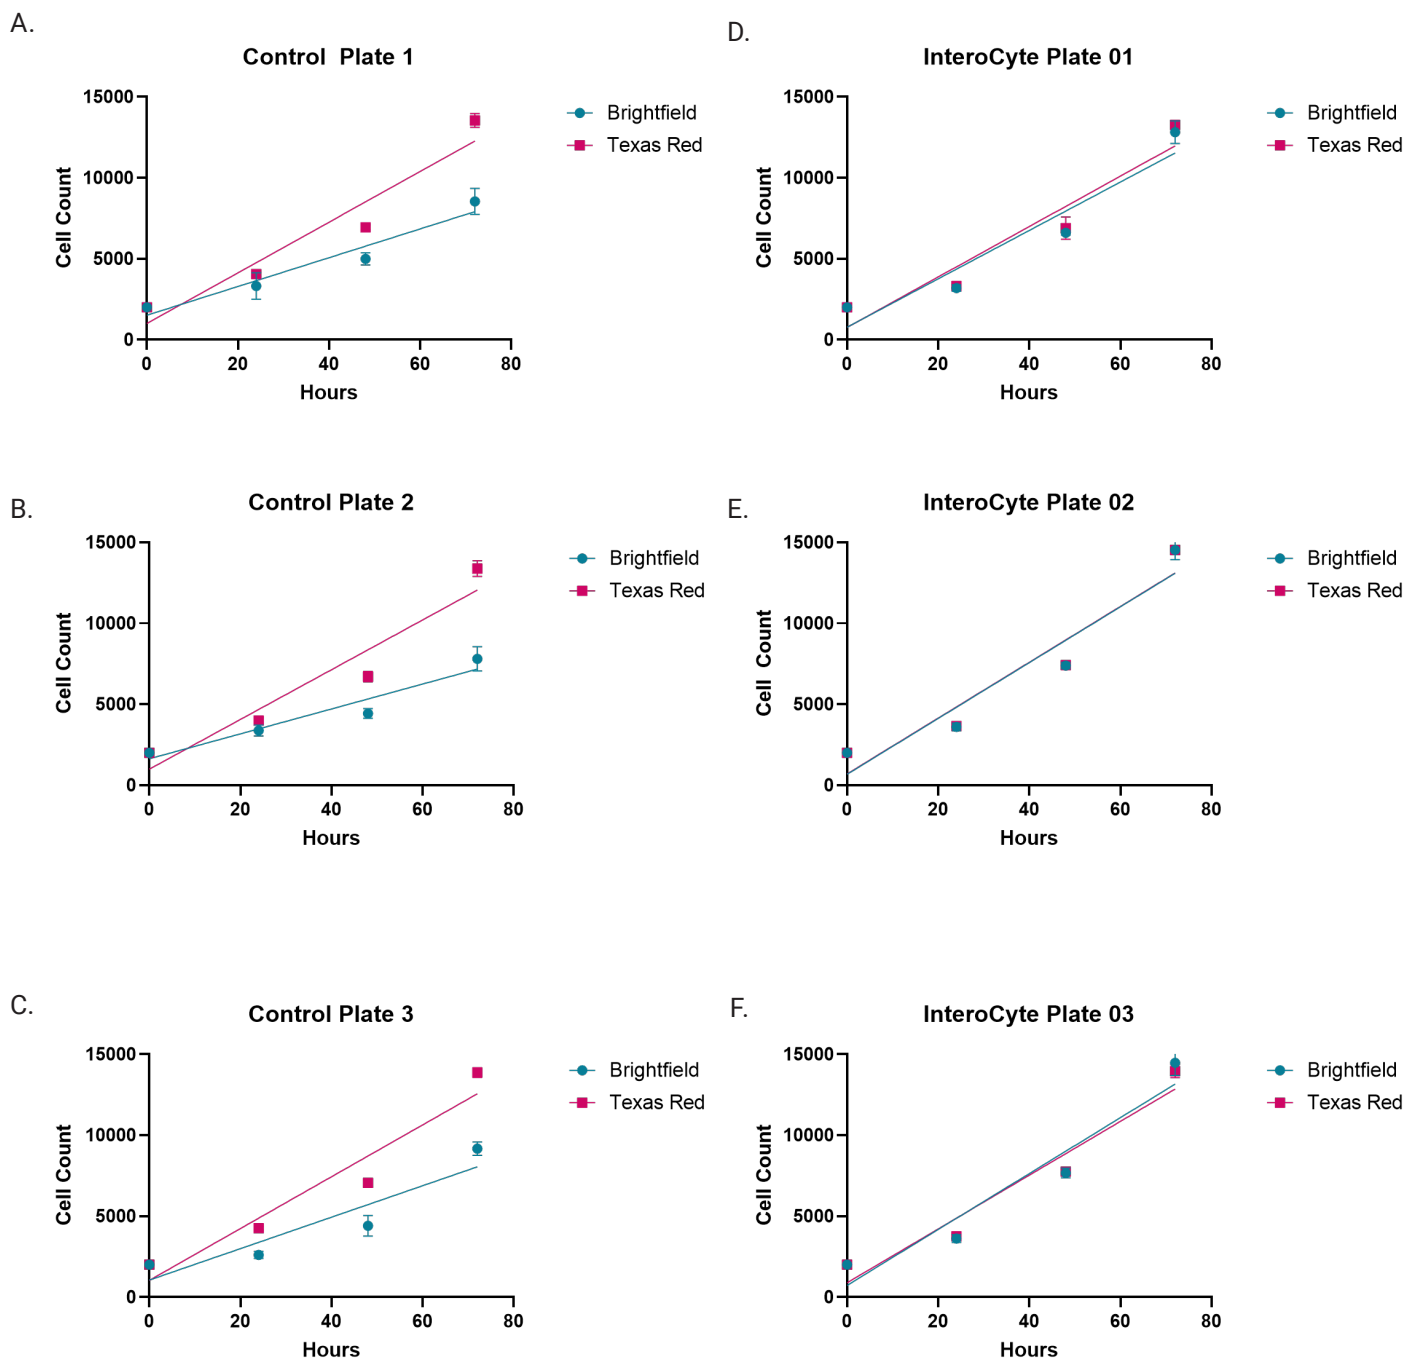 A.
Control  Plate 1
15000
10000
5000
0
Cell Count
0 20 40 60 80
Hours
Brightfield
Texas Red
D.
InteroCyte Plate 01
15000
10000
5000
0
Cell Count
0 20 40 60 80
Hours
Brightfield
Texas Red
B.
Control Plate 2
15000
10000
5000
0
Cell Count
0 20 40 60 80
Hours
Brightfield
Texas Red
E.
InteroCyte Plate 02
15000
10000
5000
0
Cell  Count
0 20 40 60 80
Hours
Brightfield
Texas Red
C.
Control Plate 3
15000
10000
5000
0
Cell Count
0 20 40 60 80
Hours
Brightfield
Texas Red
F.
InteroCyte Plate 03
15000
10000
5000
0
Cell Count
0 20 40 60 80
Hours
Brightfield
Texas Red